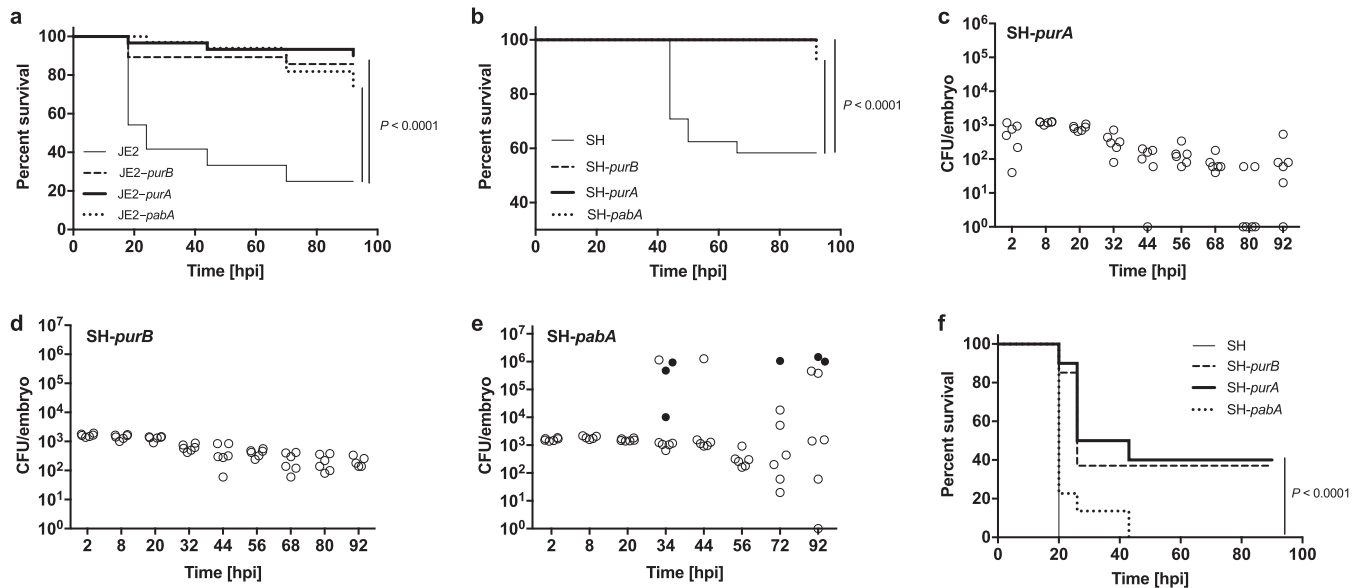 a
Percent survival
100
80
60
40
20
0
JE2
JE2–purB
JE2–purA
JE2–pabA
P < 0.0001
0 20 40 60 80 100
Time [hpi]
b
Percent survival
100
80
60
40
SH
SH-purB
SH-purA
SH-pabA
P < 0.0001
0 20 40 60 80 100
Time [hpi]
c
SH-purA
CFU/embryo
10⁶
10⁵
10⁴
10³
10²
10¹
10⁰
2 8 20 32 44 56 68 80 92
Time [hpi]
d
SH-purB
CFU/embryo
10⁷
10⁶
10⁵
10⁴
10³
10²
10¹
10⁰
2 8 20 32 44 56 68 80 92
Time [hpi]
e
SH-pabA
CFU/embryo
10⁷
10⁶
10⁵
10⁴
10³
10²
10¹
10⁰
2 8 20 34 44 56 72 92
Time [hpi]
f
Percent survival
100
80
60
40
20
0
SH
SH-purB
SH-purA
SH-pabA
P < 0.0001
0 20 40 60 80 100
Time [hpi]